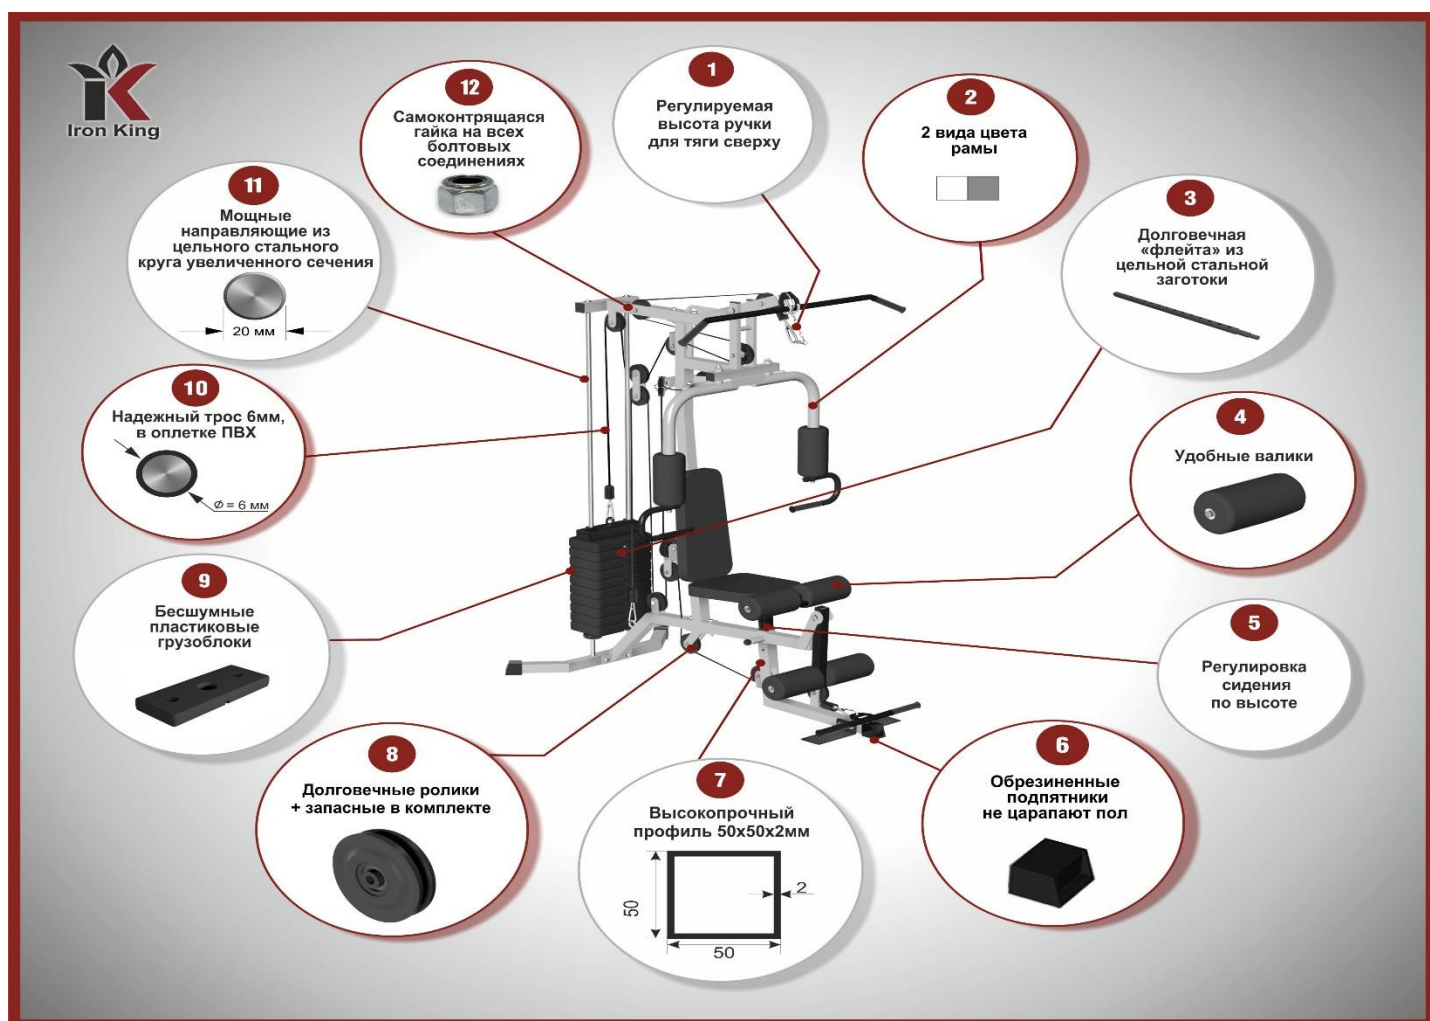 Iron King
1
Регулируемая
высота ручки
для тяги сверху
2
2 вида цвета
рамы
3
Долговечная
«флейта» из
цельной стальной
заготоки
4
Удобные валики
5
Регулировка
сидения
по высоте
6
Обрезиненные
подпятники
не царапают пол
7
Высокопрочный
профиль 50х50х2мм
50
2
50
8
Долговечные ролики
+ запасные в комплекте
9
Бесшумные
пластиковые
грузоблоки
10
Надежный трос 6мм,
в оплетке ПВХ
Ø = 6 мм
11
Мощные
направляющие из
цельного стального
круга увеличенного сечения
20 мм
12
Самоконтрящаяся
гайка на всех
болтовых
соединениях